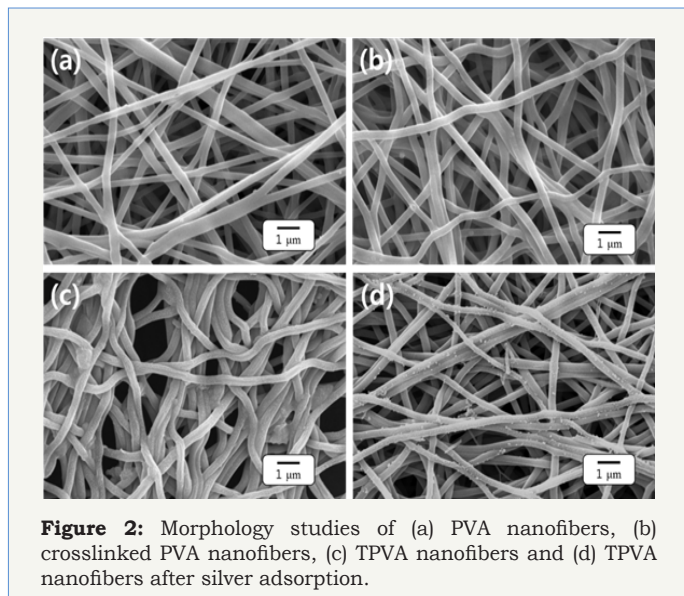 (a)
(b)
1 μm
1 μm
(c)
(d)
1 μm
1 μm
Figure 2: Morphology studies of (a) PVA nanofibers, (b)
crosslinked PVA nanofibers, (c) TPVA nanofibers and (d) TPVA
nanofibers after silver adsorption.